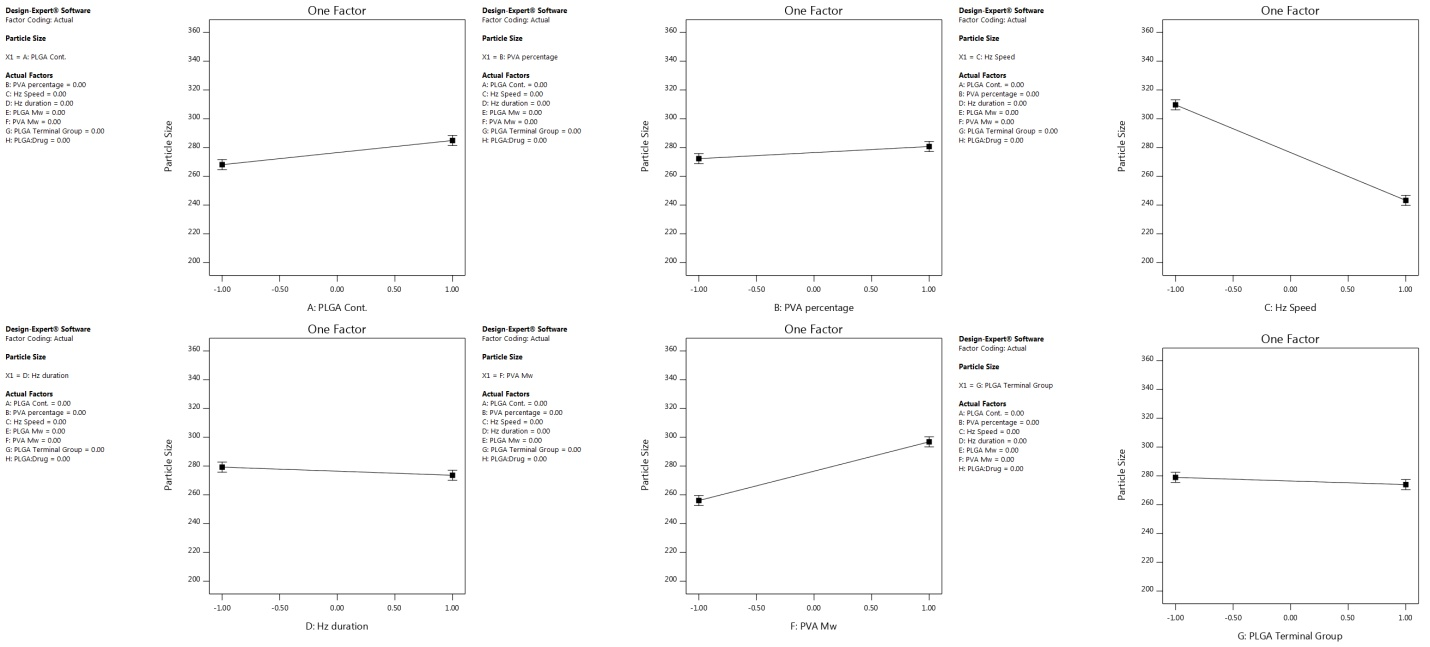 Design-Expert® Software
Factor Coding: Actual
Particle Size
X1 = A: PLGA Cont.
Actual Factors
B: PVA percentage = 0.00
C: Hz Speed = 0.00
D: Hz duration = 0.00
E: PLGA Mw = 0.00
F: PVA Mw = 0.00
G: PLGA Terminal Group = 0.00
H: PLGA:Drug = 0.00
One Factor
Particle Size
360
340
320
300
280
260
240
220
200
-1.00 -0.50 0.00 0.50 1.00
A: PLGA Cont.
Design-Expert® Software
Factor Coding: Actual
Particle Size
X1 = B: PVA percentage
Actual Factors
A: PLGA Cont. = 0.00
C: Hz Speed = 0.00
D: Hz duration = 0.00
E: PLGA Mw = 0.00
F: PVA Mw = 0.00
G: PLGA Terminal Group = 0.00
H: PLGA:Drug = 0.00
One Factor
Particle Size
360
340
320
300
280
260
240
220
200
-1.00 -0.50 0.00 0.50 1.00
B: PVA percentage
Design-Expert® Software
Factor Coding: Actual
Particle Size
X1 = C: Hz Speed
Actual Factors
A: PLGA Cont. = 0.00
B: PVA percentage = 0.00
D: Hz duration = 0.00
E: PLGA Mw = 0.00
F: PVA Mw = 0.00
G: PLGA Terminal Group = 0.00
H: PLGA:Drug = 0.00
One Factor
Particle Size
360
340
320
300
280
260
240
220
200
-1.00 -0.50 0.00 0.50 1.00
C: Hz Speed
Design-Expert® Software
Factor Coding: Actual
Particle Size
X1 = D: Hz duration
Actual Factors
A: PLGA Cont. = 0.00
B: PVA percentage = 0.00
C: Hz Speed = 0.00
E: PLGA Mw = 0.00
F: PVA Mw = 0.00
G: PLGA Terminal Group = 0.00
H: PLGA:Drug = 0.00
One Factor
Particle Size
360
340
320
300
280
260
240
220
200
-1.00 -0.50 0.00 0.50 1.00
D: Hz duration
Design-Expert® Software
Factor Coding: Actual
Particle Size
X1 = F: PVA Mw
Actual Factors
A: PLGA Cont. = 0.00
B: PVA percentage = 0.00
C: Hz Speed = 0.00
D: Hz duration = 0.00
E: PLGA Mw = 0.00
G: PLGA Terminal Group = 0.00
H: PLGA:Drug = 0.00
One Factor
Particle Size
360
340
320
300
280
260
240
220
200
-1.00 -0.50 0.00 0.50 1.00
F: PVA Mw
Design-Expert® Software
Factor Coding: Actual
Particle Size
X1 = G: PLGA Terminal Group
Actual Factors
A: PLGA Cont. = 0.00
B: PVA percentage = 0.00
C: Hz Speed = 0.00
D: Hz duration = 0.00
E: PLGA Mw = 0.00
F: PVA Mw = 0.00
H: PLGA:Drug = 0.00
One Factor
Particle Size
360
340
320
300
280
260
240
220
200
-1.00 -0.50 0.00 0.50 1.00
G: PLGA Terminal Group